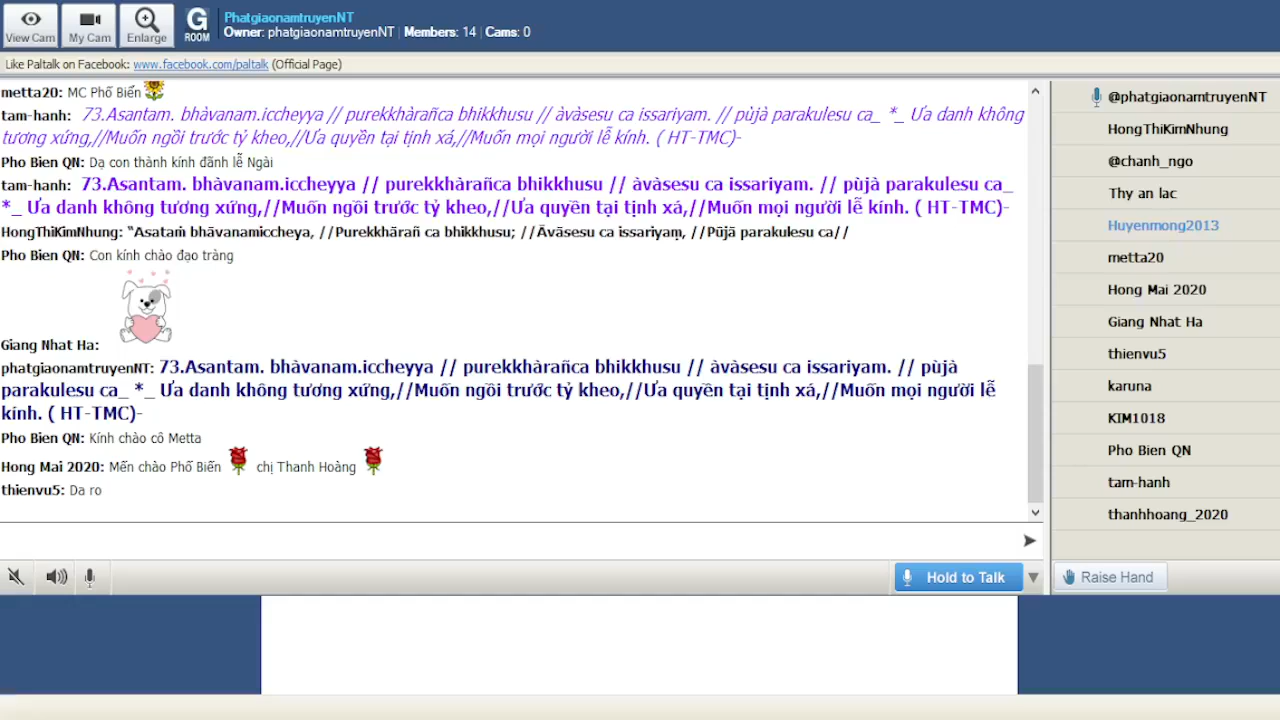 View Cam
My Cam
Enlarge
G
ROOM
PhatgiaonamtruyenNT
Owner: phatgiaonamtruyenNT | Members: 14 | Cams: 0
Like Paltalk on Facebook: www.facebook.com/paltalk (Official Page)
metta20: MC Phố Biển
tam-hanh: 73.Asantam. bhàvanam.iccheyya // purekkhàrañca bhikkhusu // àvàsesu ca issariyam. // pùjà parakulesu ca_ *_ Ưa danh không
tương xứng,//Muốn ngồi trước tỷ kheo,//Ưa quyền tại tịnh xá,//Muốn mọi người lễ kính. ( HT-TMC)-
Pho Bien QN: Dạ con thành kính đãnh lễ Ngài
tam-hanh: 73.Asantam. bhàvanam.iccheyya // purekkhàrañca bhikkhusu // àvàsesu ca issariyam. // pùjà parakulesu ca_
*_ Ưa danh không tương xứng,//Muốn ngồi trước tỷ kheo,//Ưa quyền tại tịnh xá,//Muốn mọi người lễ kính. ( HT-TMC)-
HongThiKimNhung: “Asataṁ bhāvanamiccheya, //Purekkhārañ ca bhikkhusu; //Āvāsesu ca issariyaṃ, //Pūjā parakulesu ca//
Pho Bien QN: Con kính chào đạo tràng
Giang Nhat Ha:
phatgiaonamtruyenNT: 73.Asantam. bhàvanam.iccheyya // purekkhàrañca bhikkhusu // àvàsesu ca issariyam. // pùjà
parakulesu ca_ *_ Ưa danh không tương xứng,//Muốn ngồi trước tỷ kheo,//Ưa quyền tại tịnh xá,//Muốn mọi người lễ
kính. ( HT-TMC)-
Pho Bien QN: Kính chào cô Metta
Hong Mai 2020: Mến chào Phố Biển chị Thanh Hoàng
thienvu5: Da ro
Hold to Talk
@phatgiaonamtruyenNT
HongThiKimNhung
@chanh_ngo
Thy an lac
Huyenmong2013
metta20
Hong Mai 2020
Giang Nhat Ha
thienvu5
karuna
KIM1018
Pho Bien QN
tam-hanh
thanhhoang_2020
Raise Hand